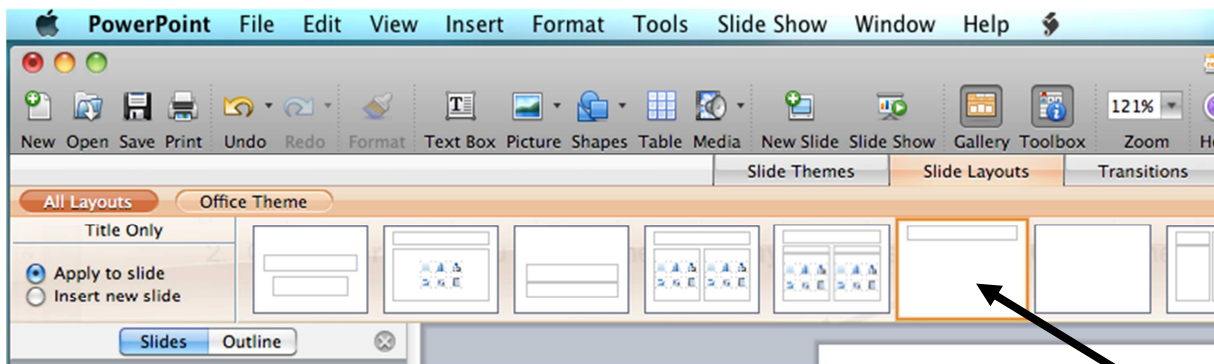 PowerPoint File Edit View Insert Format Tools Slide Show Window Help
New Open Save Print Undo Redo Format Text Box Picture Shapes Table Media New Slide Slide Show Gallery Toolbox 121% Zoom
Slide Themes Slide Layouts Transitions
All Layouts Office Theme
Title Only
Apply to slide
Insert new slide
Slides Outline